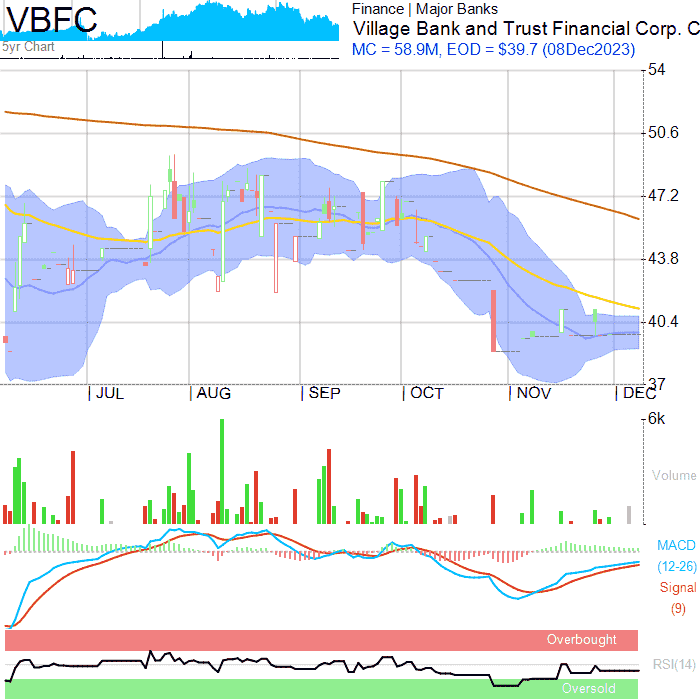 VBFC
5yr Chart
Finance | Major Banks
Village Bank and Trust Financial Corp. C
MC = 58.9M, EOD = $39.7 (08Dec2023)
54
50.6
47.2
43.8
40.4
37
JUL AUG SEP OCT NOV DEC
6k
Volume
MACD
(12-26)
Signal
(9)
Overbought
RSI(14)
Oversold